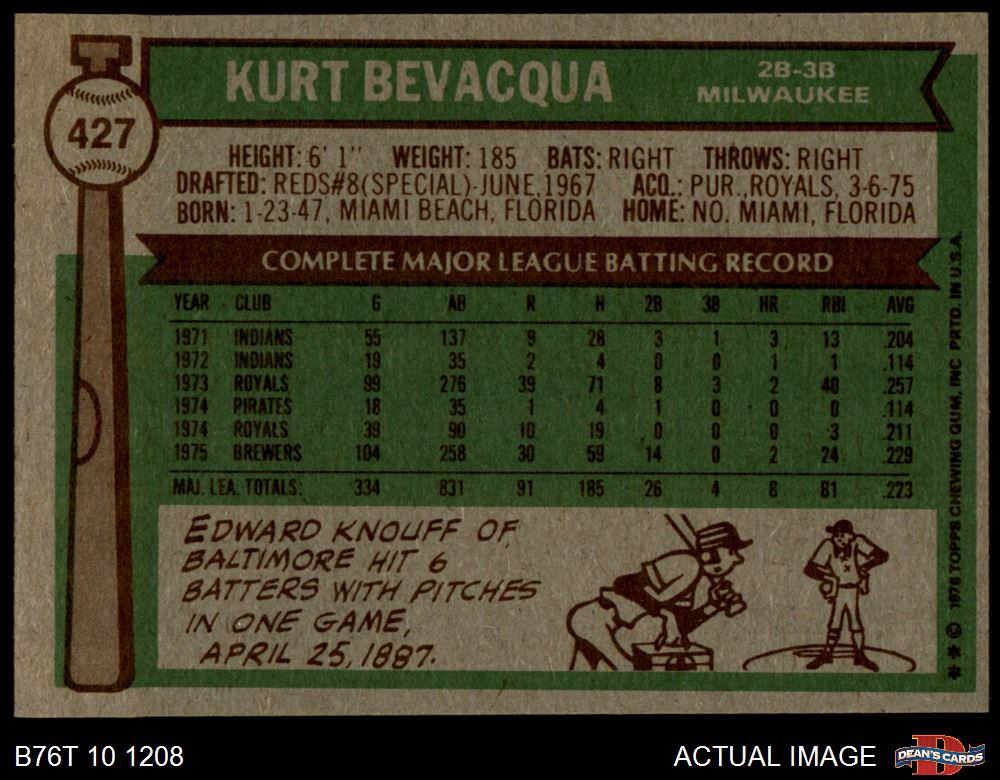 427
KURT BEVACQUA
2B-3B
MILWAUKEE
HEIGHT: 6' 1" WEIGHT: 185 BATS: RIGHT THROWS: RIGHT
DRAFTED: REDS#8(SPECIAL)-JUNE,1967 ACQ.: PUR.,ROYALS, 3-6-75
BORN: 1-23-47, MIAMI BEACH, FLORIDA HOME: NO. MIAMI, FLORIDA
COMPLETE MAJOR LEAGUE BATTING RECORD
YEAR CLUB G AB R H 2B 3B HR RBI AVG
1971 INDIANS 55 137 9 28 3 1 3 13 .204
1972 INDIANS 19 35 2 4 0 0 1 1 .114
1973 ROYALS 99 276 39 71 8 3 2 40 .257
1974 PIRATES 18 35 1 4 1 0 0 0 .114
1974 ROYALS 39 90 10 19 0 0 0 3 .211
1975 BREWERS 104 258 30 59 14 0 2 24 .229
MAJ. LEA. TOTALS: 334 831 91 185 26 4 8 81 .223
EDWARD KNOUFF OF
BALTIMORE HIT 6
BATTERS WITH PITCHES
IN ONE GAME,
APRIL 25, 1887.
** © 1976 TOPPS CHEWING GUM, INC PRTD. IN U.S.A.
B76T 10 1208
ACTUAL IMAGE
D
DEAN'S CARDS